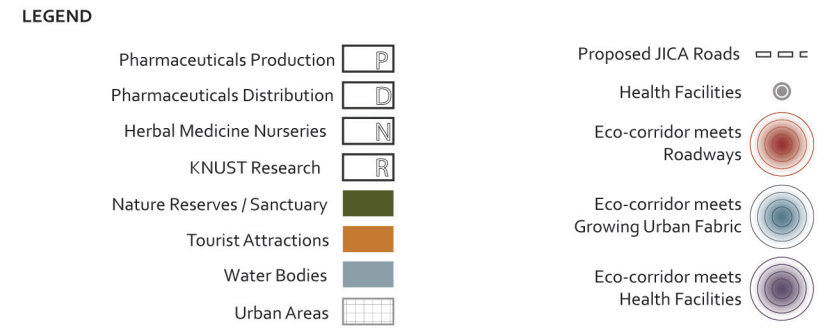 LEGEND
Pharmaceuticals Production P
Pharmaceuticals Distribution D
Herbal Medicine Nurseries N
KNUST Research R
Nature Reserves / Sanctuary
Tourist Attractions
Water Bodies
Urban Areas
Proposed JICA Roads
Health Facilities
Eco-corridor meets
Roadways
Eco-corridor meets
Growing Urban Fabric
Eco-corridor meets
Health Facilities